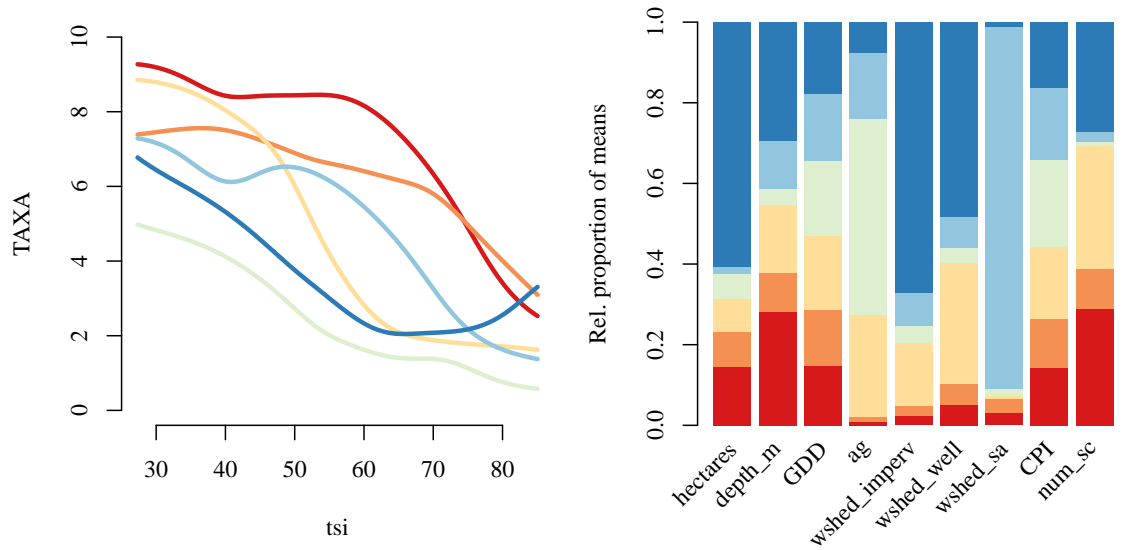 10
8
6
4
2
0
TAXA
30 40 50 60 70 80
tsi
1.0
0.8
0.6
0.4
0.2
0.0
Rel. proportion of means
hectares
depth_m
GDD
ag
wshed_imperv
wshed_well
wshed_sa
CPI
num_sc